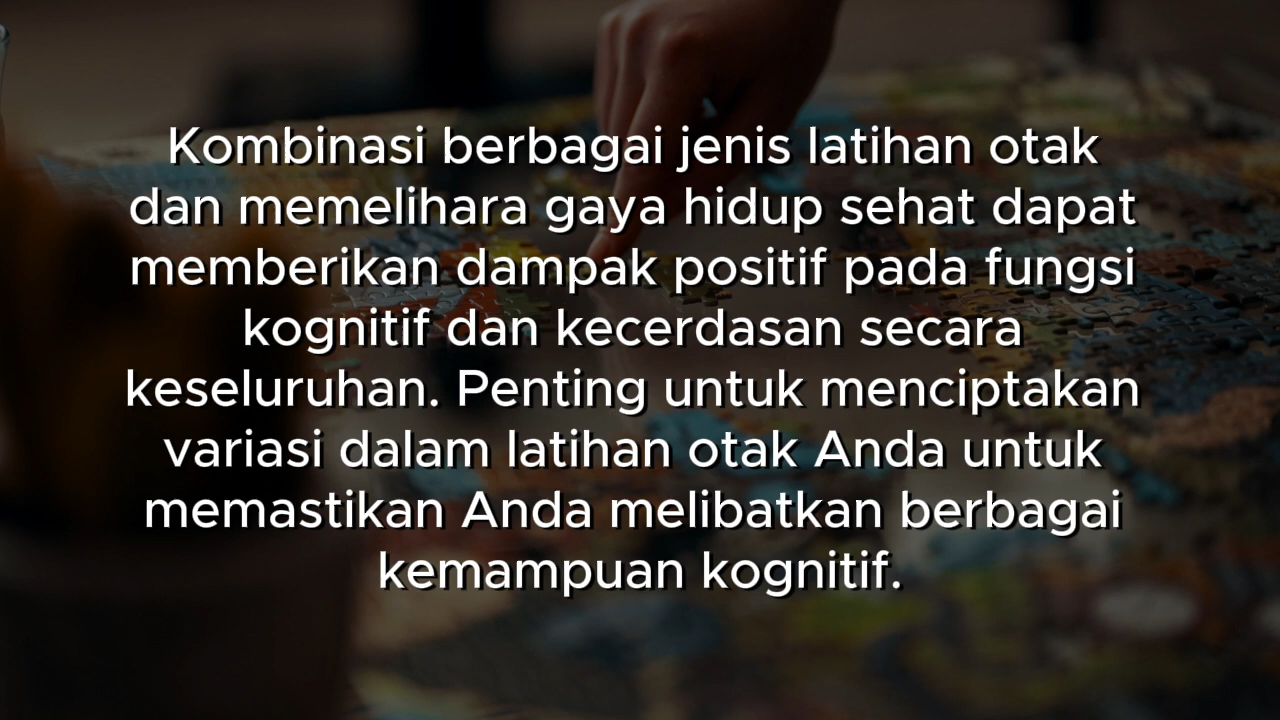 Kombinasi berbagai jenis latihan otak
dan memelihara gaya hidup sehat dapat
memberikan dampak positif pada fungsi
kognitif dan kecerdasan secara
keseluruhan. Penting untuk menciptakan
variasi dalam latihan otak Anda untuk
memastikan Anda melibatkan berbagai
kemampuan kognitif.